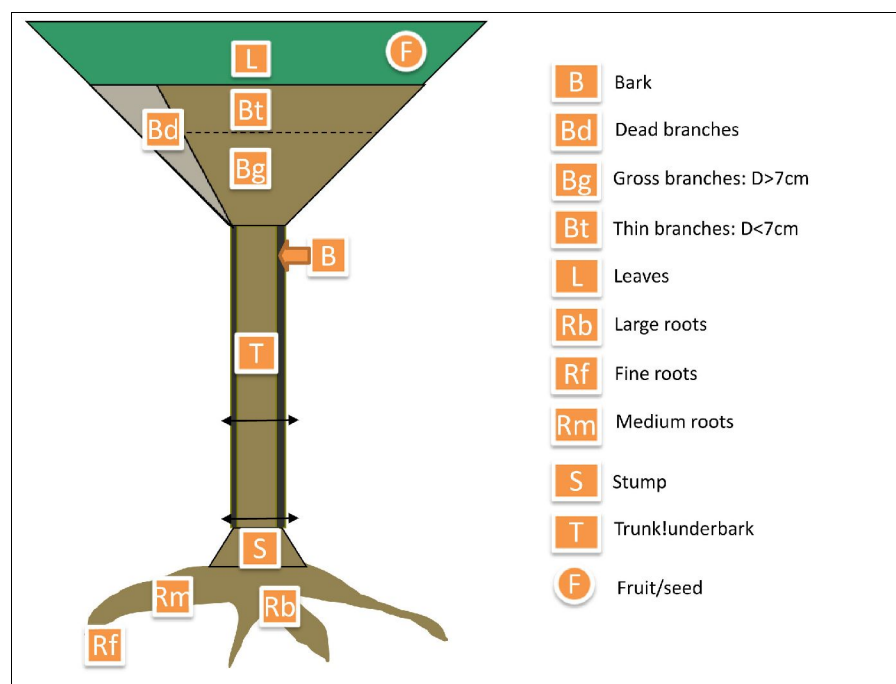 L
F
Bt
Bd
Bg
B
T
S
Rm
Rb
Rf
B Bark
Bd Dead branches
Bg Gross branches: D>7cm
Bt Thin branches: D<7cm
L Leaves
Rb Large roots
Rf Fine roots
Rm Medium roots
S Stump
T Trunk!underbark
F Fruit/seed